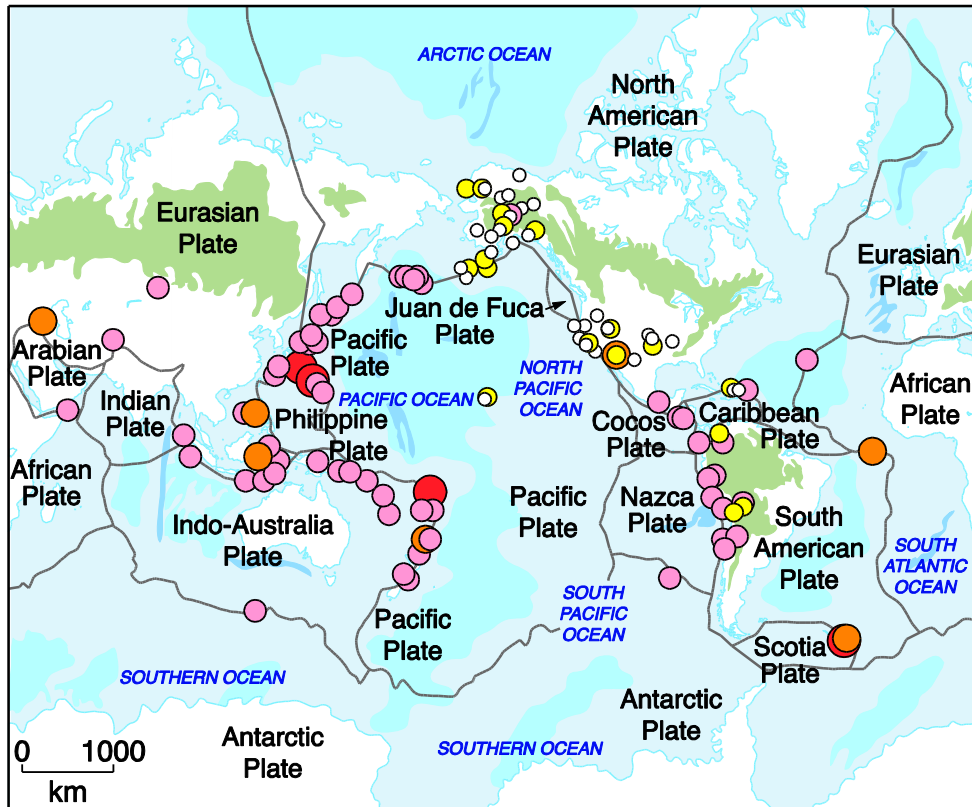 ARCTIC OCEAN
North
American
Plate
Eurasian
Plate
Eurasian
Plate
Juan de Fuca
Plate
Arabian
Plate
Pacific
Plate
NORTH
PACIFIC
OCEAN
African
Plate
Indian
Plate
PACIFIC OCEAN
Philippine
Plate
Cocos
Plate
Caribbean
Plate
African
Plate
Indo-Australia
Plate
Pacific
Plate
Nazca
Plate
South
American
Plate
SOUTH
ATLANTIC
OCEAN
SOUTH
PACIFIC
OCEAN
Pacific
Plate
Scotia
Plate
SOUTHERN OCEAN
Antarctic
Plate
Antarctic
Plate
SOUTHERN OCEAN
0 1000
km